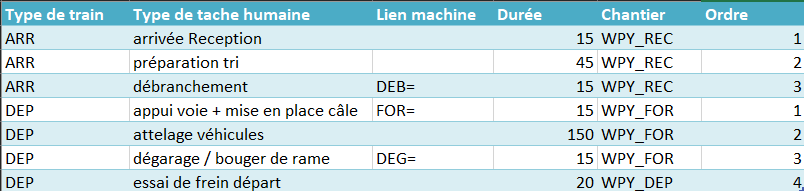 Type de train Type de tache humaine Lien machine Durée Chantier Ordre
ARR arrivée Reception 15 WPY_REC 1
ARR préparation tri 45 WPY_REC 2
ARR débranchement DEB= 15 WPY_REC 3
DEP appui voie + mise en place câle FOR= 15 WPY_FOR 1
DEP attelage véhicules 150 WPY_FOR 2
DEP dégarage / bouger de rame DEG= 15 WPY_FOR 3
DEP essai de frein départ 20 WPY_DEP 4